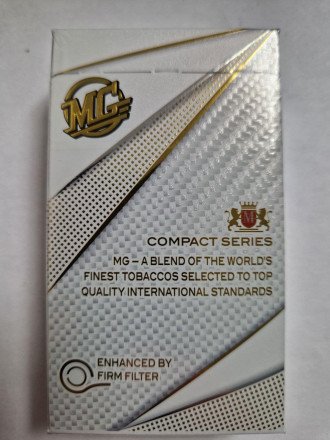 MG
M
COMPACT SERIES
MG – A BLEND OF THE WORLD'S
FINEST TOBACCOS SELECTED TO TOP
QUALITY INTERNATIONAL STANDARDS
ENHANCED BY
FIRM FILTER